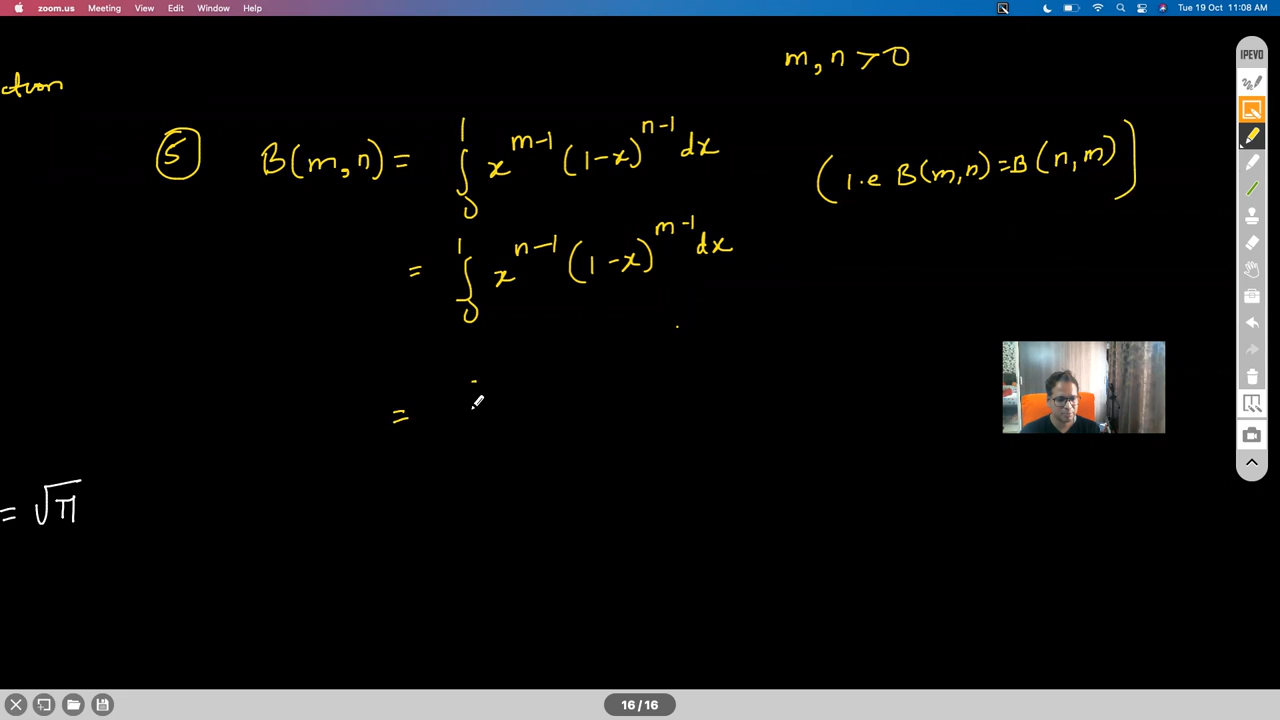 zoom.us Meeting View Edit Window Help Tue 19 Oct 11:08 AM
IPEVO
m, n > 0
⑤ B(m, n) = ∫₀¹ x^(m-1) (1-x)^(n-1) dx (i.e B(m,n) = B(n,m))
= ∫₀¹ x^(n-1) (1-x)^(m-1) dx
=
= √π
16 / 16